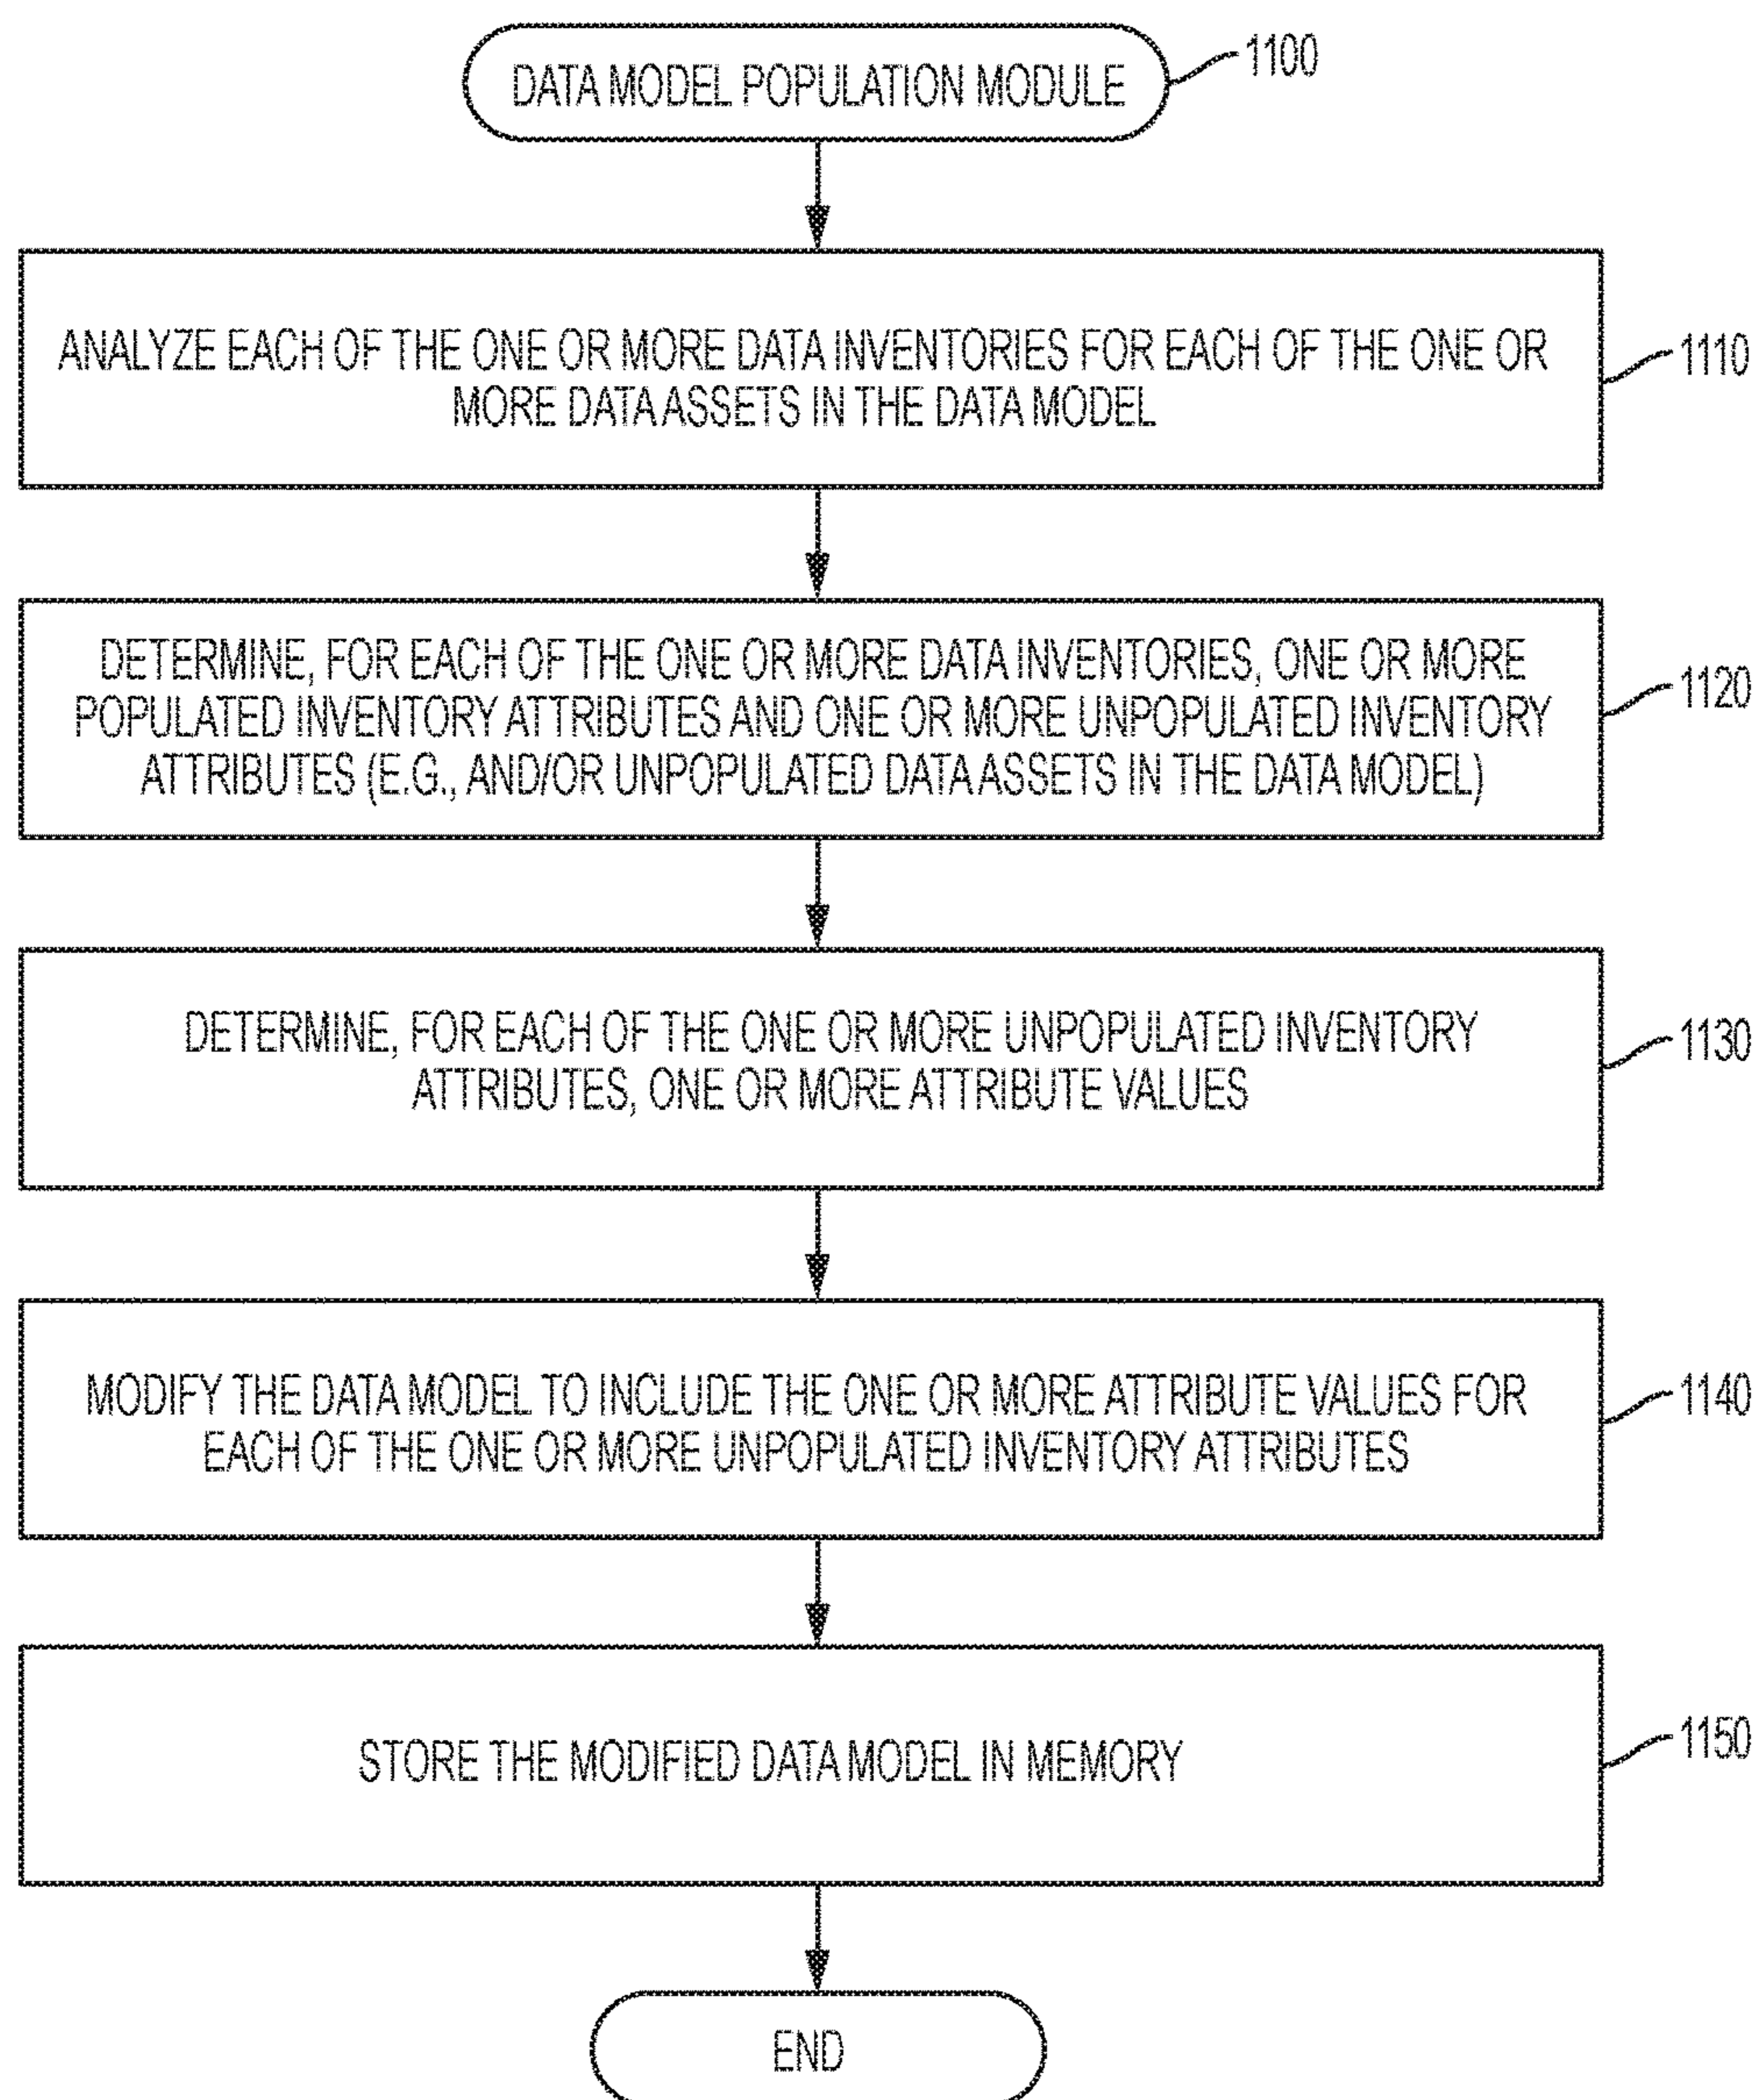 DATA MODEL POPULATION MODULE
1100
ANALYZE EACH OF THE ONE OR MORE DATA INVENTORIES FOR EACH OF THE ONE OR
MORE DATA ASSETS IN THE DATA MODEL
1110
DETERMINE, FOR EACH OF THE ONE OR MORE DATA INVENTORIES, ONE OR MORE
POPULATED INVENTORY ATTRIBUTES AND ONE OR MORE UNPOPULATED INVENTORY
ATTRIBUTES (E.G., AND/OR UNPOPULATED DATA ASSETS IN THE DATA MODEL)
1120
DETERMINE, FOR EACH OF THE ONE OR MORE UNPOPULATED INVENTORY
ATTRIBUTES, ONE OR MORE ATTRIBUTE VALUES
1130
MODIFY THE DATA MODEL TO INCLUDE THE ONE OR MORE ATTRIBUTE VALUES FOR
EACH OF THE ONE OR MORE UNPOPULATED INVENTORY ATTRIBUTES
1140
STORE THE MODIFIED DATA MODEL IN MEMORY
1150
END